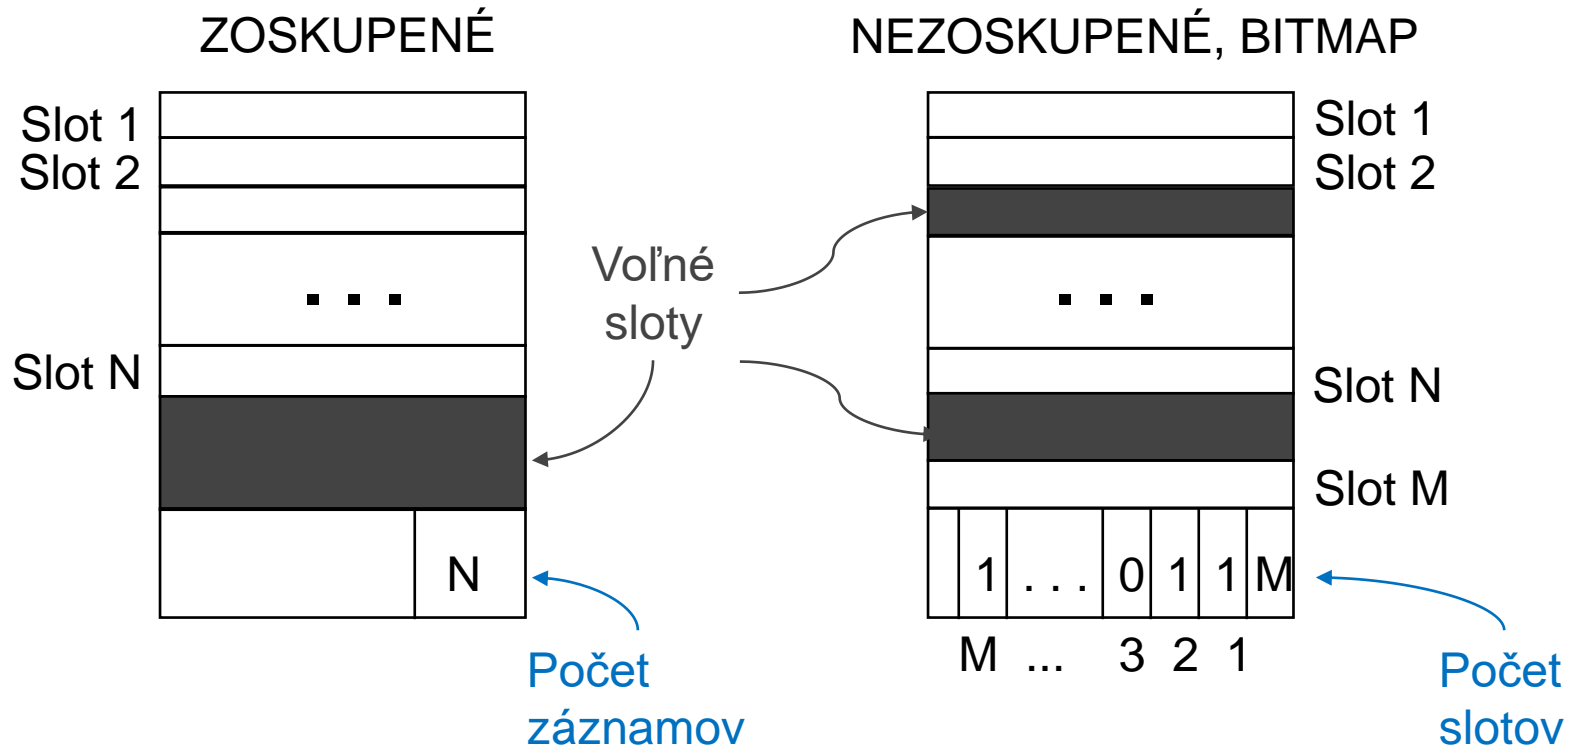 ZOSKUPENÉ
Slot 1
Slot 2
. . .
Slot N
N
Počet
záznamov
Voľné
sloty
NEZOSKUPENÉ, BITMAP
Slot 1
Slot 2
. . .
Slot N
Slot M
1 . . . 0 1 1 M
M ... 3 2 1
Počet
slotov